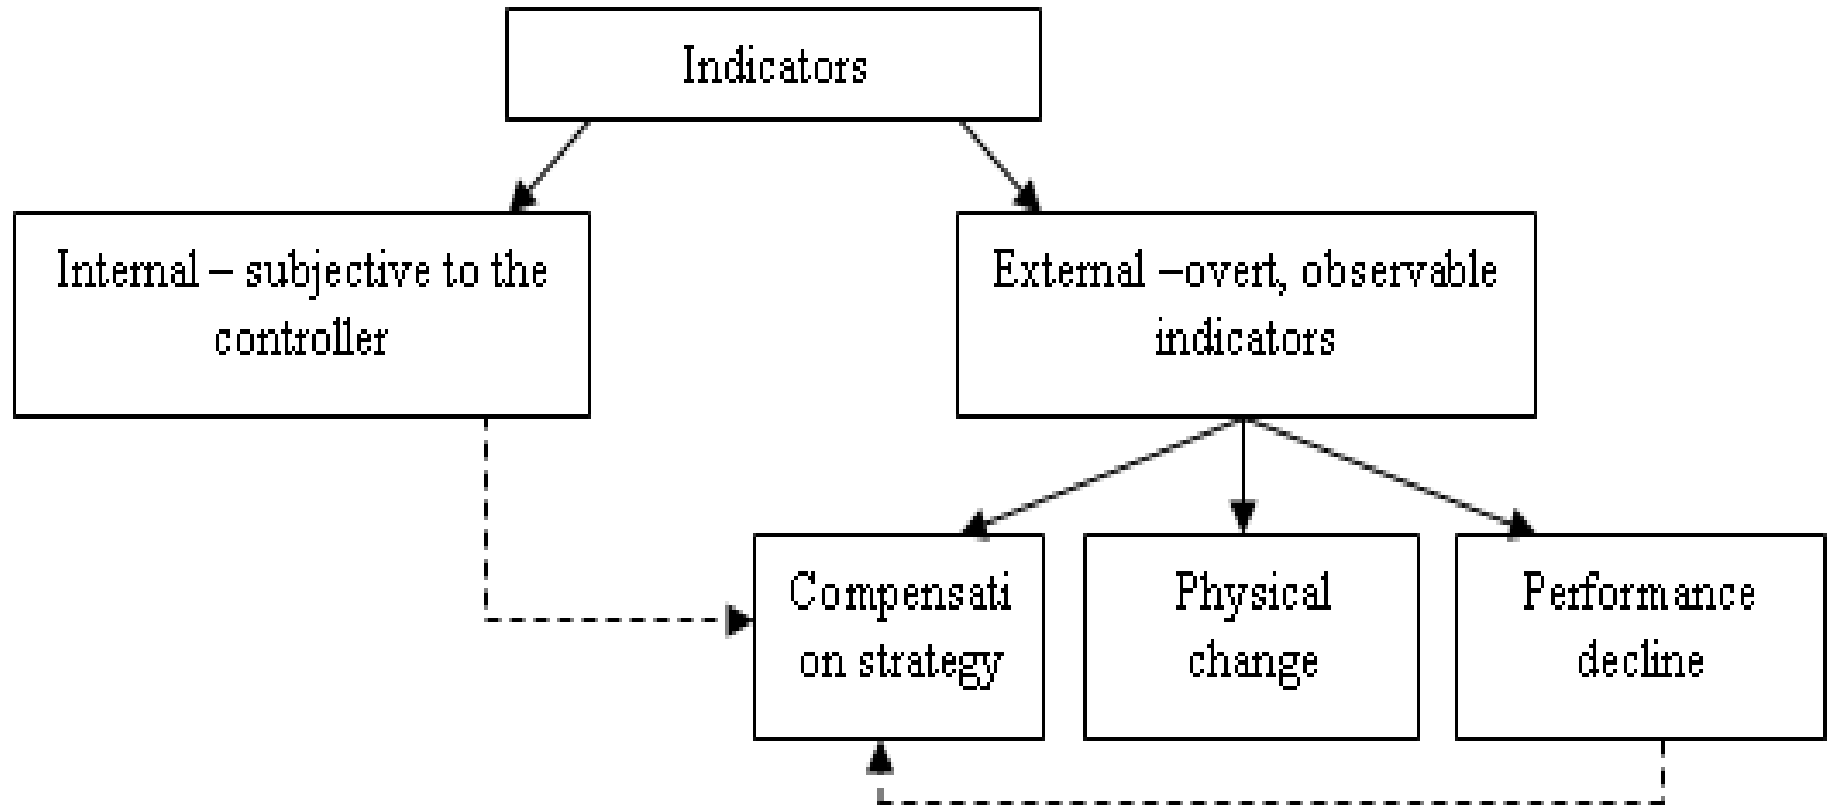 Indicators
Internal – subjective to the
controller
External –overt, observable
indicators
Compensati
on strategy
Physical
change
Performance
decline